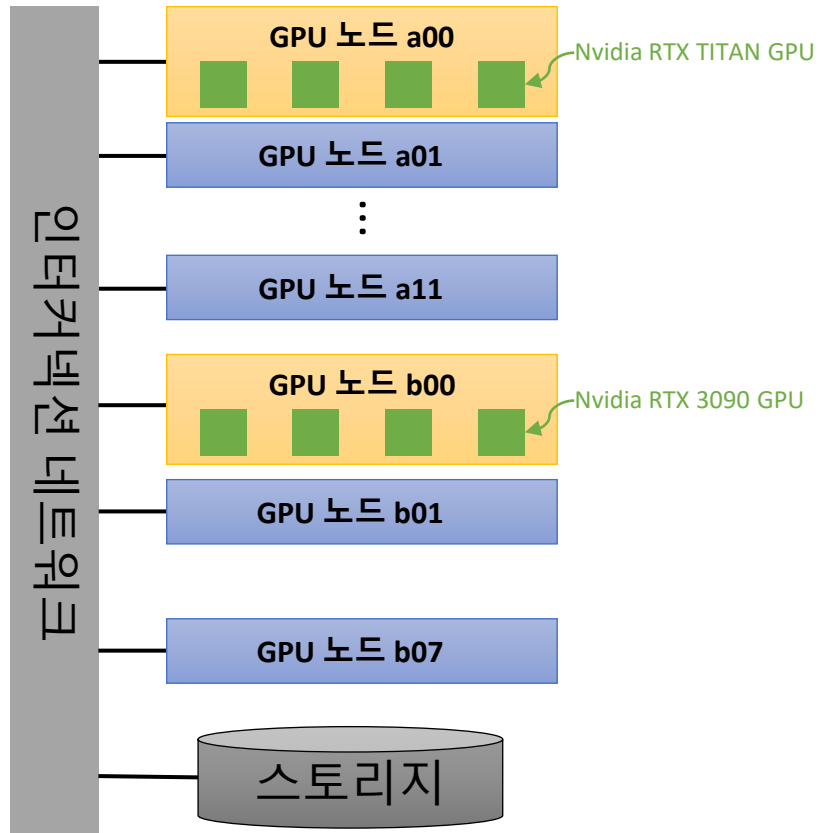 GPU 노드 a00
Nvidia RTX TITAN GPU
GPU 노드 a01
⋮
GPU 노드 a11
GPU 노드 b00
Nvidia RTX 3090 GPU
GPU 노드 b01
GPU 노드 b07
스토리지
인터커넥션 네트워크